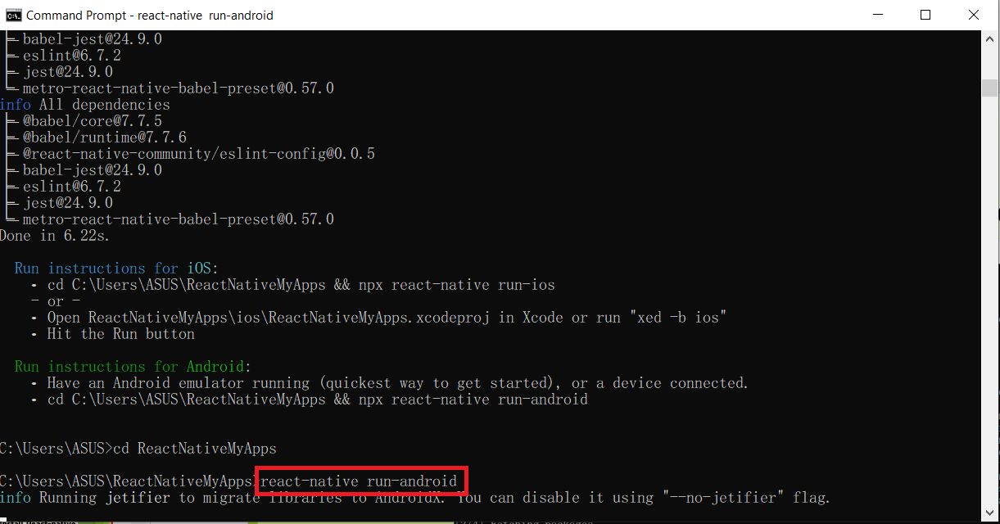 Command Prompt - react-native  run-android
├─ babel-jest@24.9.0
├─ eslint@6.7.2
├─ jest@24.9.0
└─ metro-react-native-babel-preset@0.57.0
info All dependencies
├─ @babel/core@7.7.5
├─ @babel/runtime@7.7.6
├─ @react-native-community/eslint-config@0.0.5
├─ babel-jest@24.9.0
├─ eslint@6.7.2
├─ jest@24.9.0
└─ metro-react-native-babel-preset@0.57.0
Done in 6.22s.
Run instructions for iOS:
• cd C:\Users\ASUS\ReactNativeMyApps && npx react-native run-ios
- or -
• Open ReactNativeMyApps\ios\ReactNativeMyApps.xcodeproj in Xcode or run "xed -b ios"
• Hit the Run button
Run instructions for Android:
• Have an Android emulator running (quickest way to get started), or a device connected.
• cd C:\Users\ASUS\ReactNativeMyApps && npx react-native run-android
C:\Users\ASUS>cd ReactNativeMyApps
C:\Users\ASUS\ReactNativeMyApps>react-native run-android
info Running jetifier to migrate libraries to AndroidX. You can disable it using "--no-jetifier" flag.